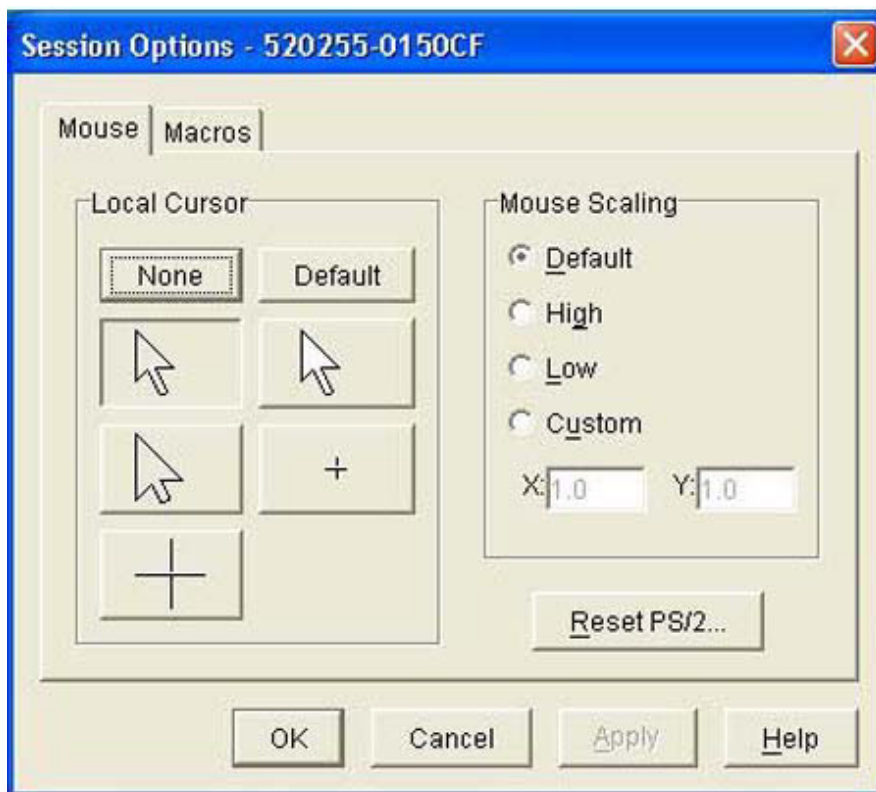 Session Options - 520255-0150CF
Mouse
Macros
Local Cursor
None
Default
Mouse Scaling
Default
High
Low
Custom
X: 1.0
Y: 1.0
Reset PS/2...
OK
Cancel
Apply
Help